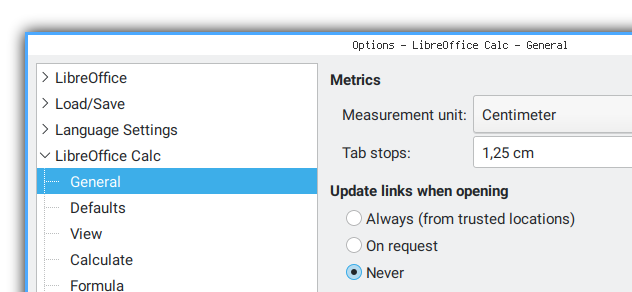 Options - LibreOffice Calc - General
LibreOffice
Load/Save
Language Settings
LibreOffice Calc
General
Defaults
View
Calculate
Formula
Metrics
Measurement unit: Centimeter
Tab stops: 1,25 cm
Update links when opening
Always (from trusted locations)
On request
Never